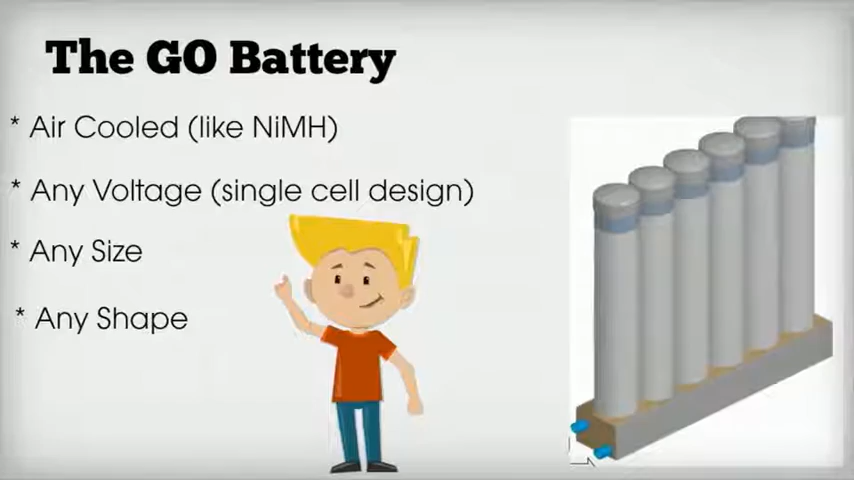 The GO Battery
* Air Cooled (like NiMH)
* Any Voltage (single cell design)
* Any Size
* Any Shape